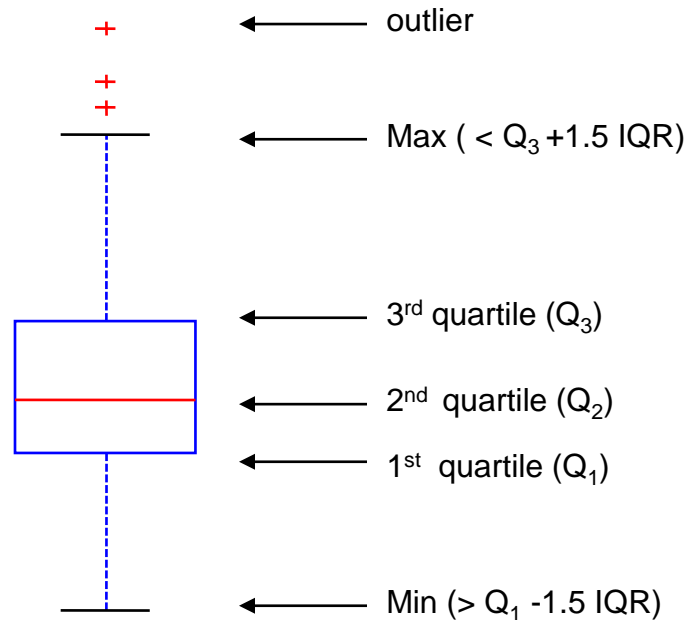 outlier
Max ( < Q₃ +1.5 IQR)
3ʳᵈ quartile (Q₃)
2ⁿᵈ quartile (Q₂)
1ˢᵗ quartile (Q₁)
Min (> Q₁ -1.5 IQR)